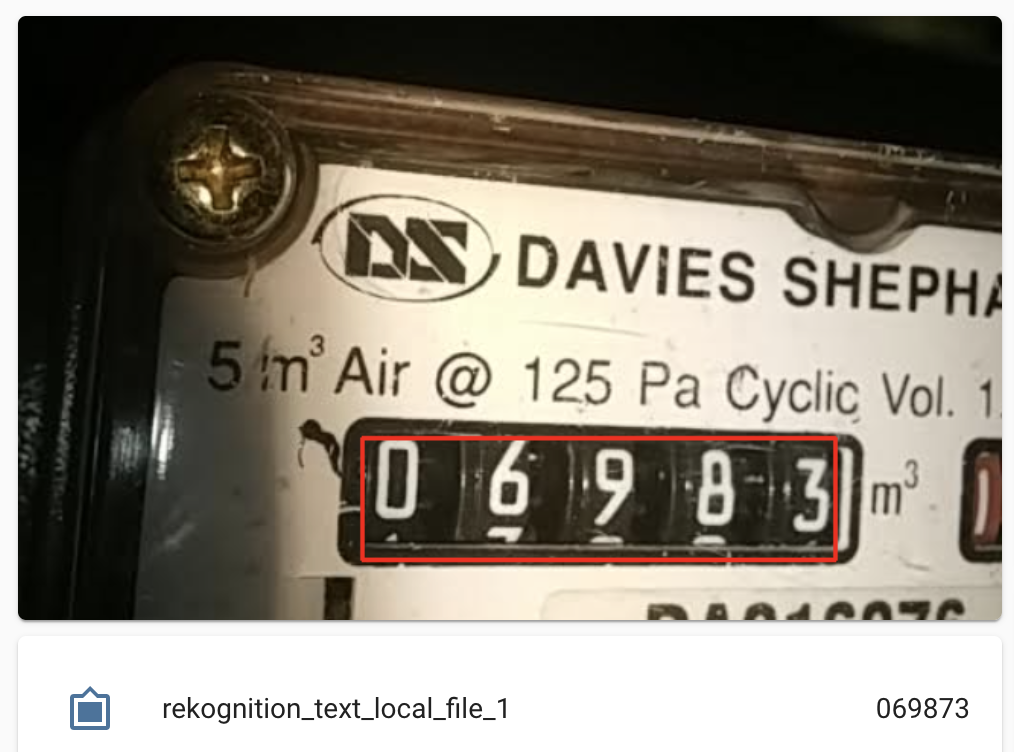 DS DAVIES SHEPHA
5 m³ Air @ 125 Pa Cyclic Vol. 1.
0 6 9 8 3 m³
rekognition_text_local_file_1 069873